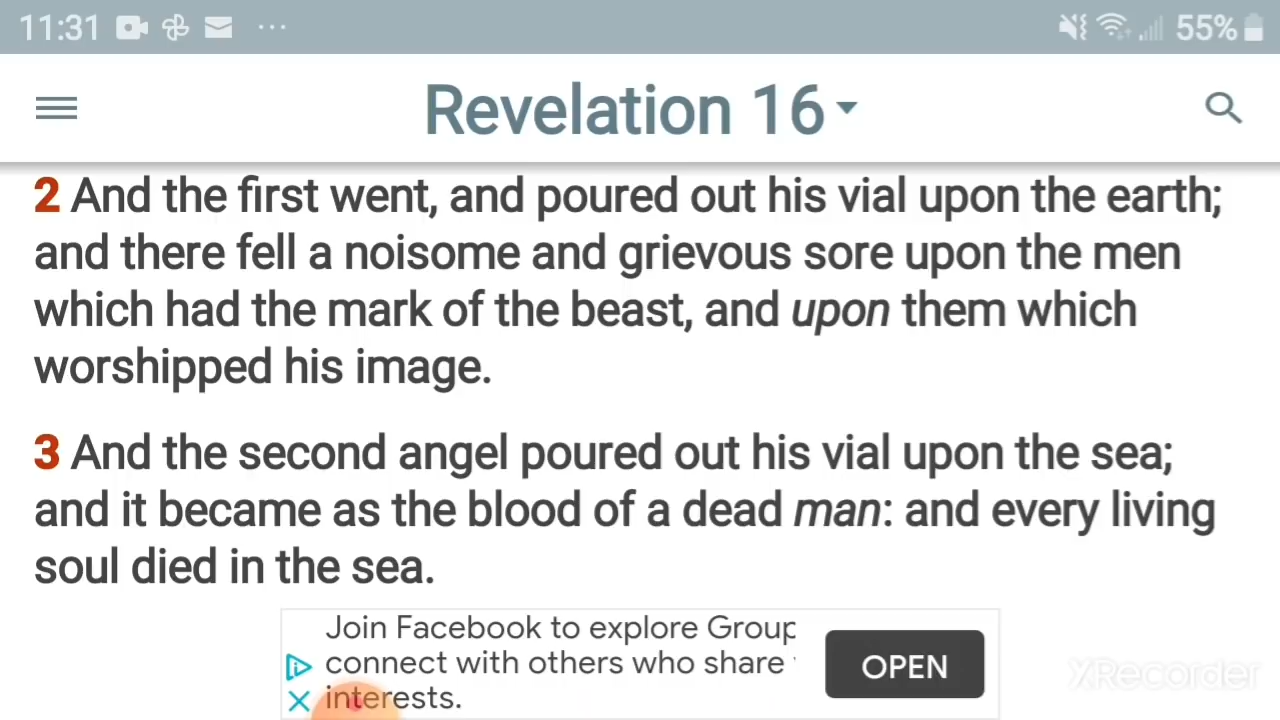 11:31 ... 55%
Revelation 16
2 And the first went, and poured out his vial upon the earth;
and there fell a noisome and grievous sore upon the men
which had the mark of the beast, and upon them which
worshipped his image.
3 And the second angel poured out his vial upon the sea;
and it became as the blood of a dead man: and every living
soul died in the sea.
Join Facebook to explore Group
connect with others who share
interests.
OPEN
XRecorder